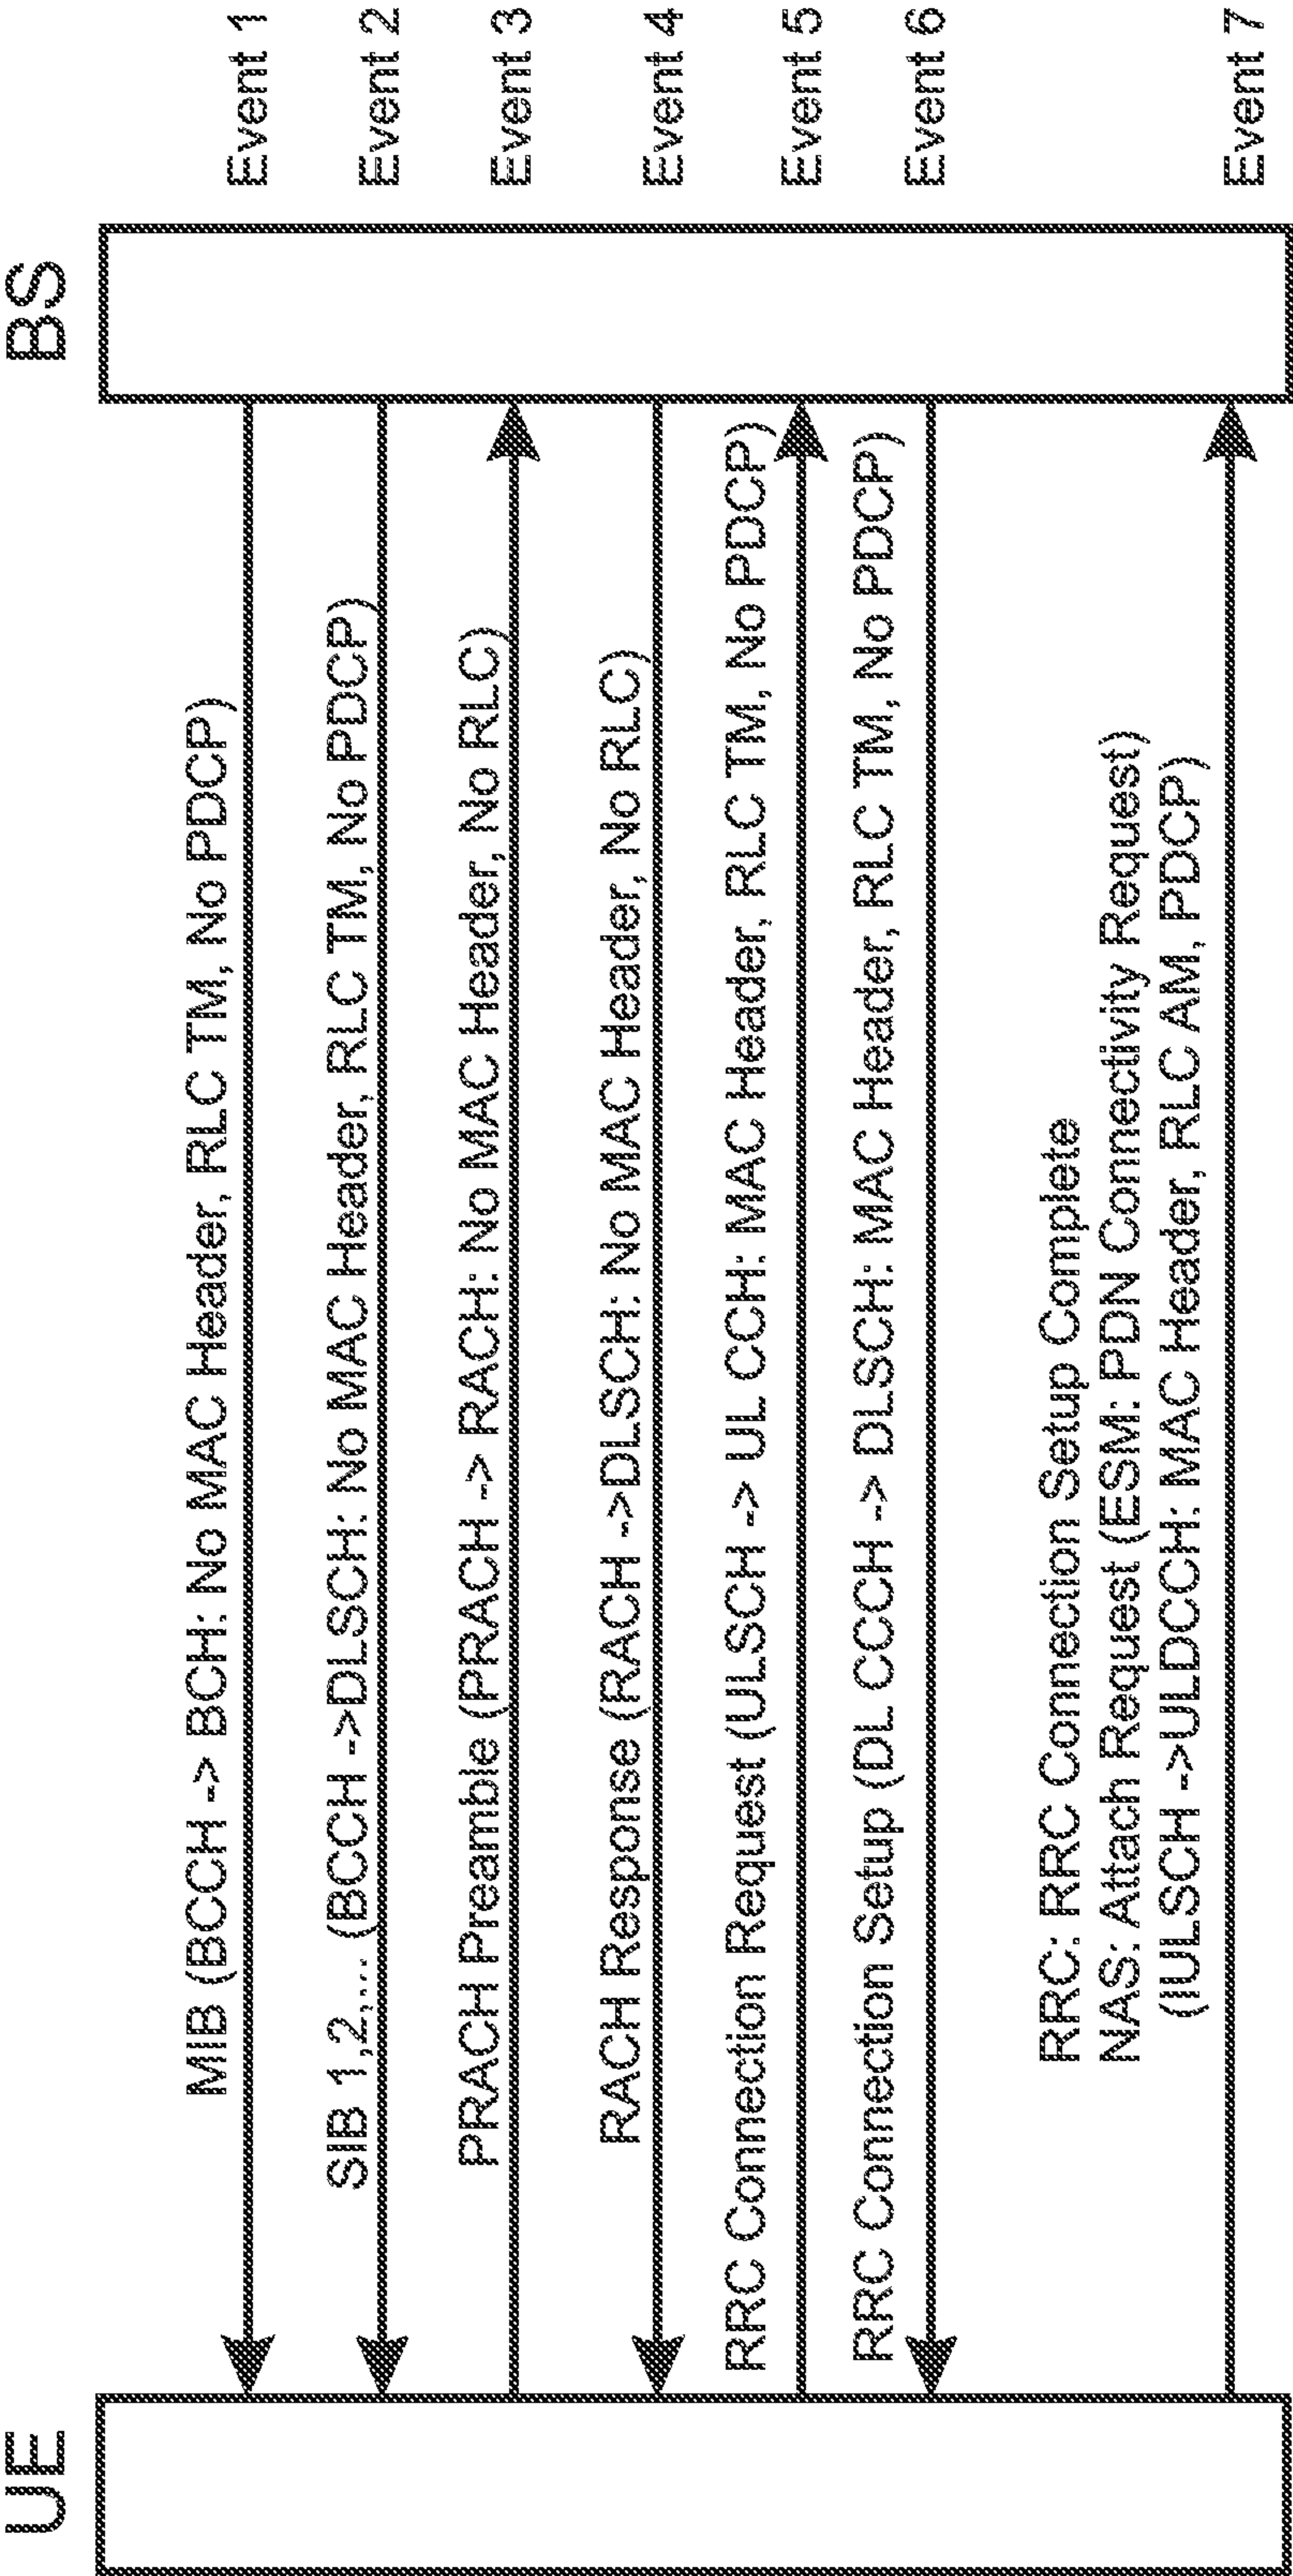 UE
BS
MIB (BCCH -> BCH: No MAC Header, RLC TM, No PDCP)
Event 1
SIB 1,2,... (BCCH ->DLSCH: No MAC Header, RLC TM, No PDCP)
Event 2
PRACH Preamble (PRACH -> RACH: No MAC Header, No RLC)
Event 3
RACH Response (RACH ->DLSCH: No MAC Header, No RLC)
Event 4
RRC Connection Request (ULSCH -> UL CCH: MAC Header, RLC TM, No PDCP)
Event 5
RRC Connection Setup (DL CCCH -> DLSCH: MAC Header, RLC TM, No PDCP)
Event 6
RRC: RRC Connection Setup Complete
NAS: Attach Request (ESM: PDN Connectivity Request)
(IULSCH ->ULDCCH: MAC Header, RLC AM, PDCP)
Event 7